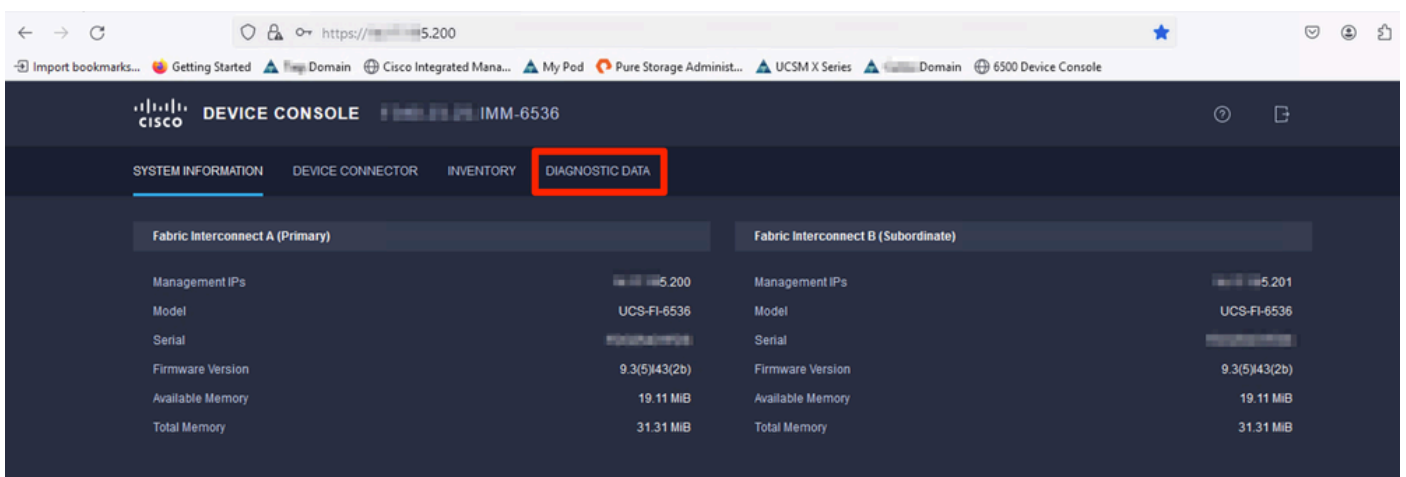 https:// 5.200
Import bookmarks... Getting Started Domain Cisco Integrated Mana... My Pod Pure Storage Administ... UCSM X Series Domain 6500 Device Console
CISCO DEVICE CONSOLE IMM-6536
SYSTEM INFORMATION DEVICE CONNECTOR INVENTORY DIAGNOSTIC DATA
Fabric Interconnect A (Primary) Fabric Interconnect B (Subordinate)
Management IPs 5.200 Management IPs 5.201
Model UCS-FI-6536 Model UCS-FI-6536
Serial Serial
Firmware Version 9.3(5)I43(2b) Firmware Version 9.3(5)I43(2b)
Available Memory 19.11 MiB Available Memory 19.11 MiB
Total Memory 31.31 MiB Total Memory 31.31 MiB